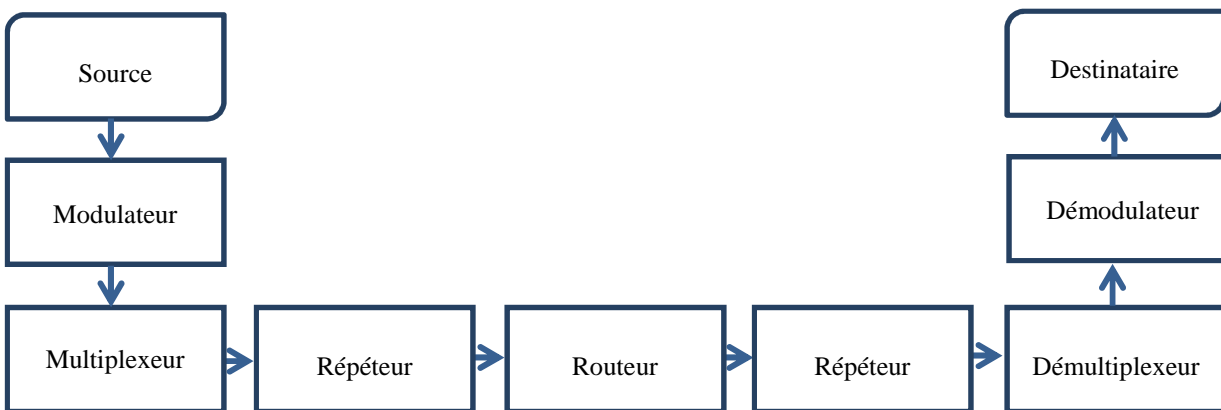 Source
Destinataire
Modulateur
Démodulateur
Multiplexeur
Répéteur
Routeur
Répéteur
Démultiplexeur